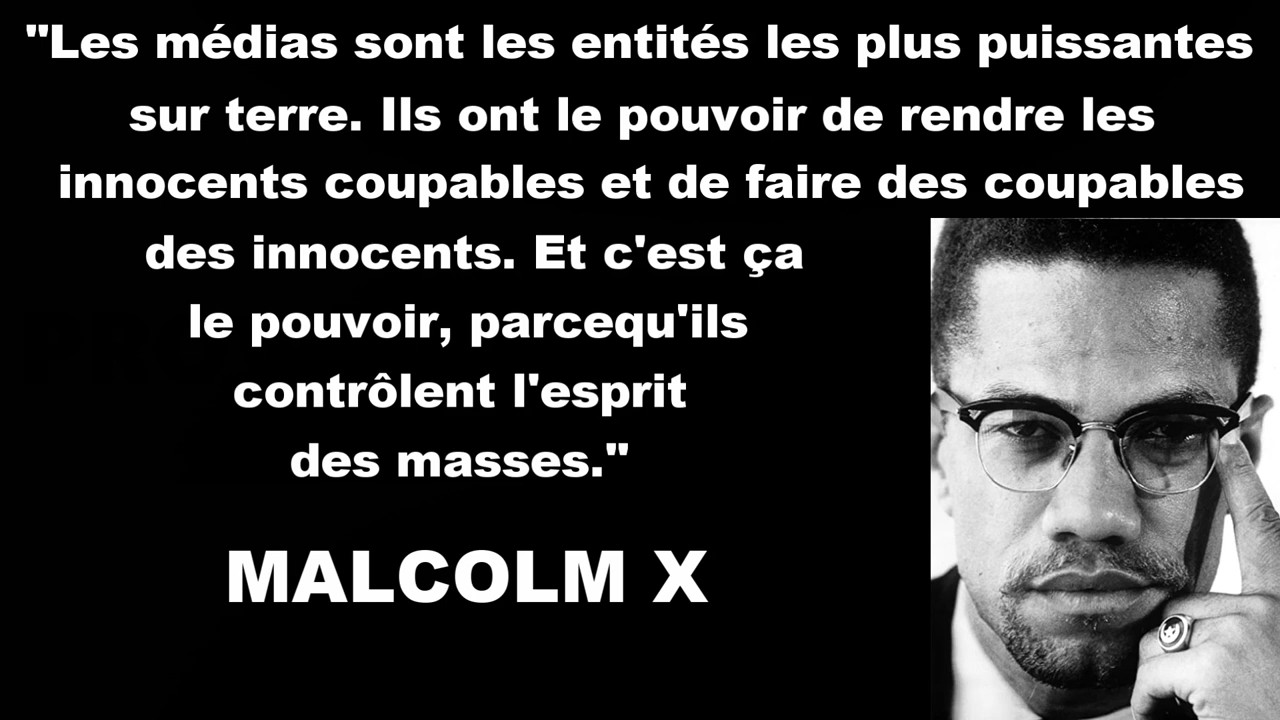 "Les médias sont les entités les plus puissantes
sur terre. Ils ont le pouvoir de rendre les
innocents coupables et de faire des coupables
des innocents. Et c'est ça
le pouvoir, parcequ'ils
contrôlent l'esprit
des masses."
MALCOLM X